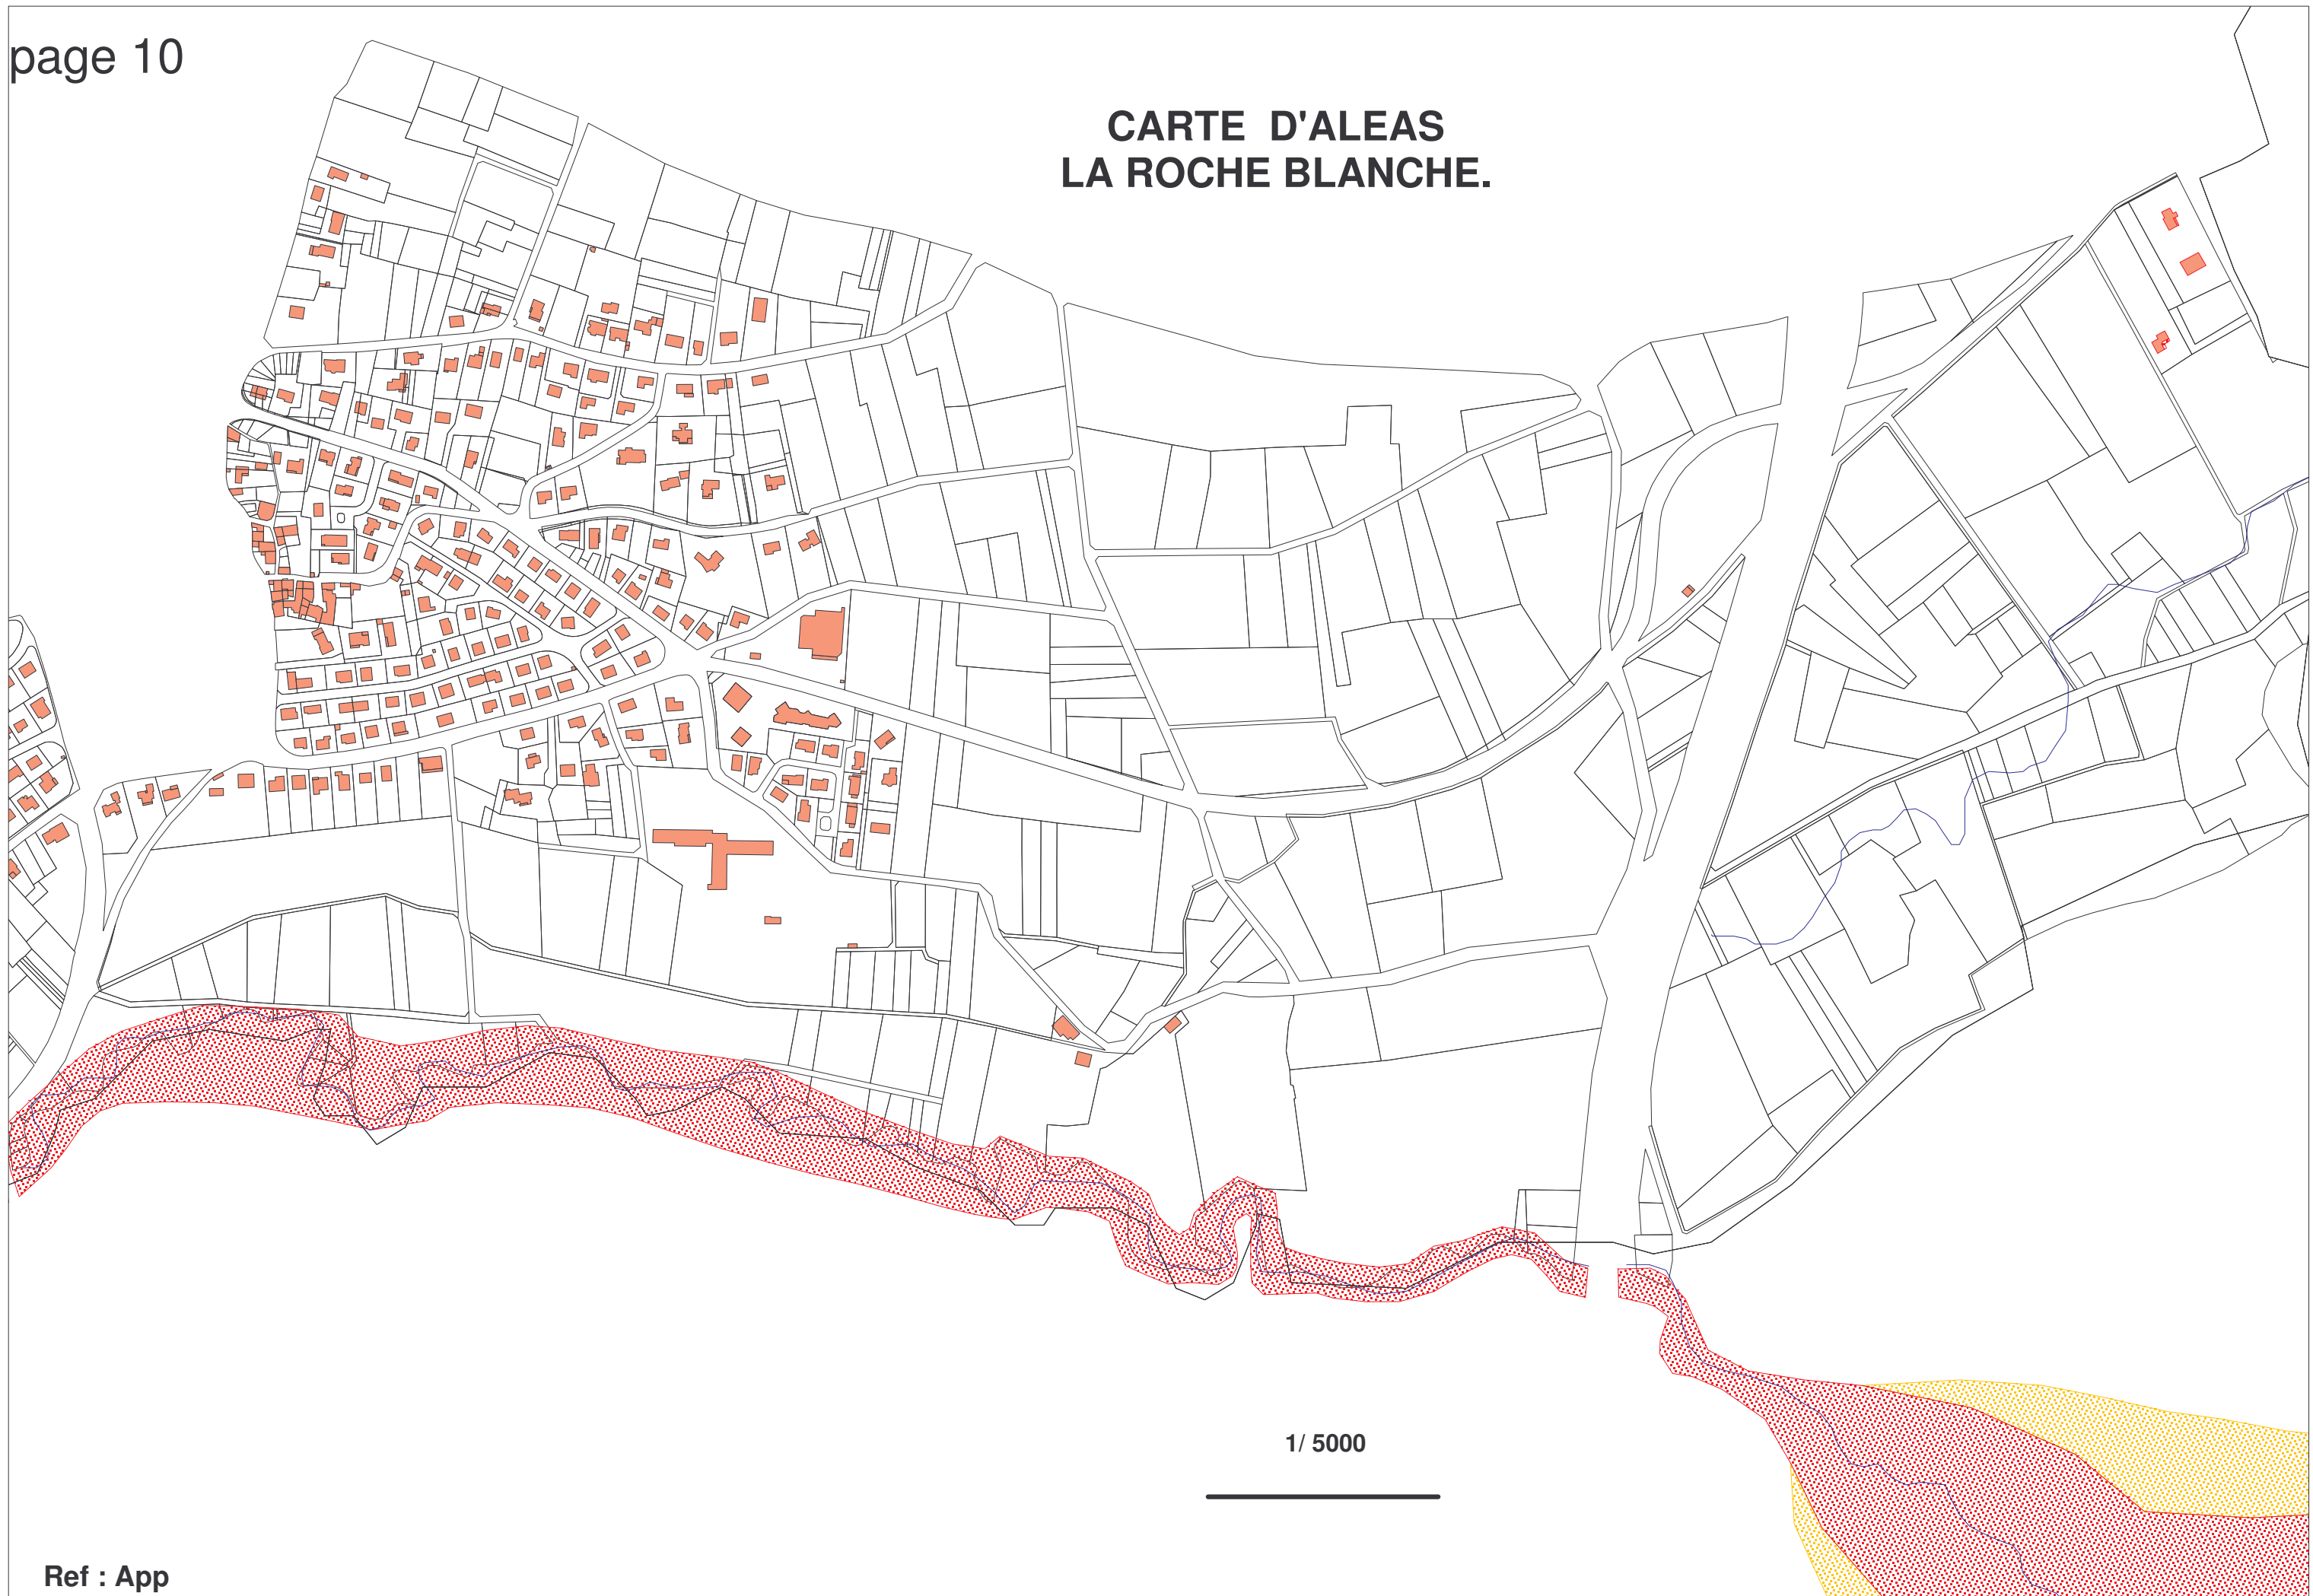 page 10
CARTE D'ALEAS
LA ROCHE BLANCHE.
1/ 5000
Ref : App